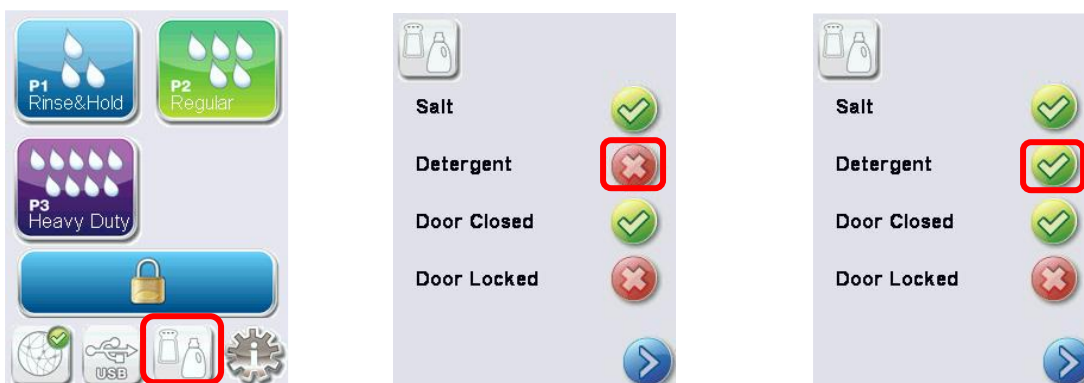 P1
Rinse&Hold
P2
Regular
P3
Heavy Duty
USB
Salt
Detergent
Door Closed
Door Locked
Salt
Detergent
Door Closed
Door Locked